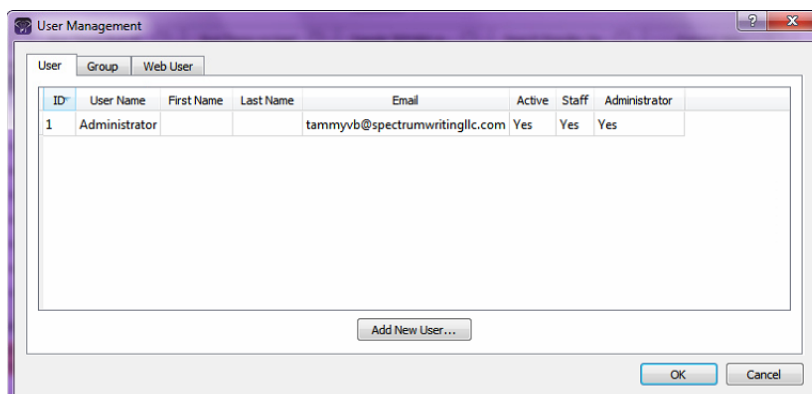 User Management
User Group Web User
ID User Name First Name Last Name Email Active Staff Administrator
1 Administrator tammyvb@spectrumwritingllc.com Yes Yes Yes
Add New User...
OK Cancel